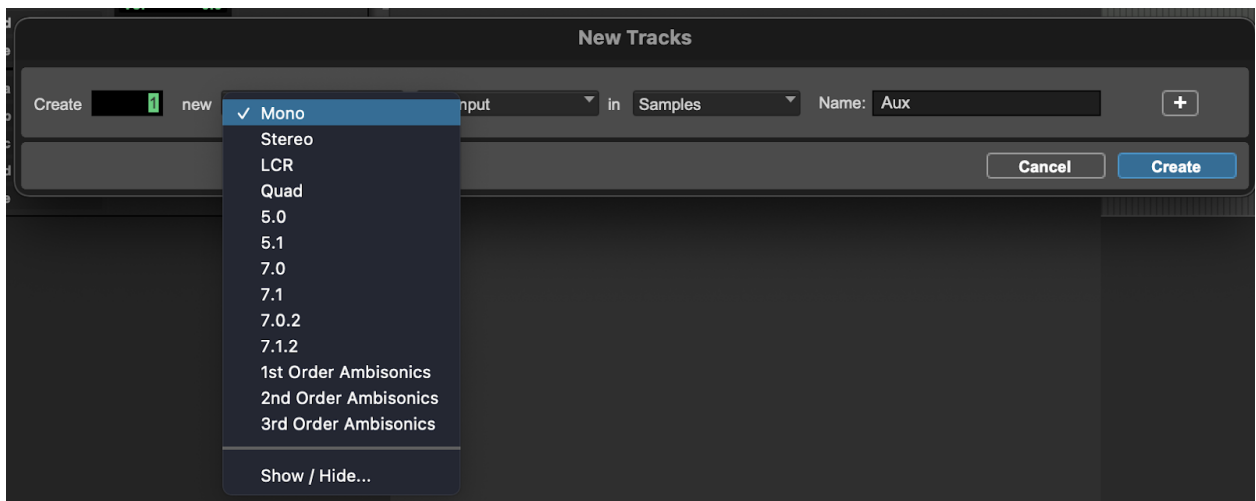 New Tracks
Create 1 new nput in Samples Name: Aux +
✓ Mono
Stereo
LCR
Quad
5.0
5.1
7.0
7.1
7.0.2
7.1.2
1st Order Ambisonics
2nd Order Ambisonics
3rd Order Ambisonics
Show / Hide...
Cancel Create